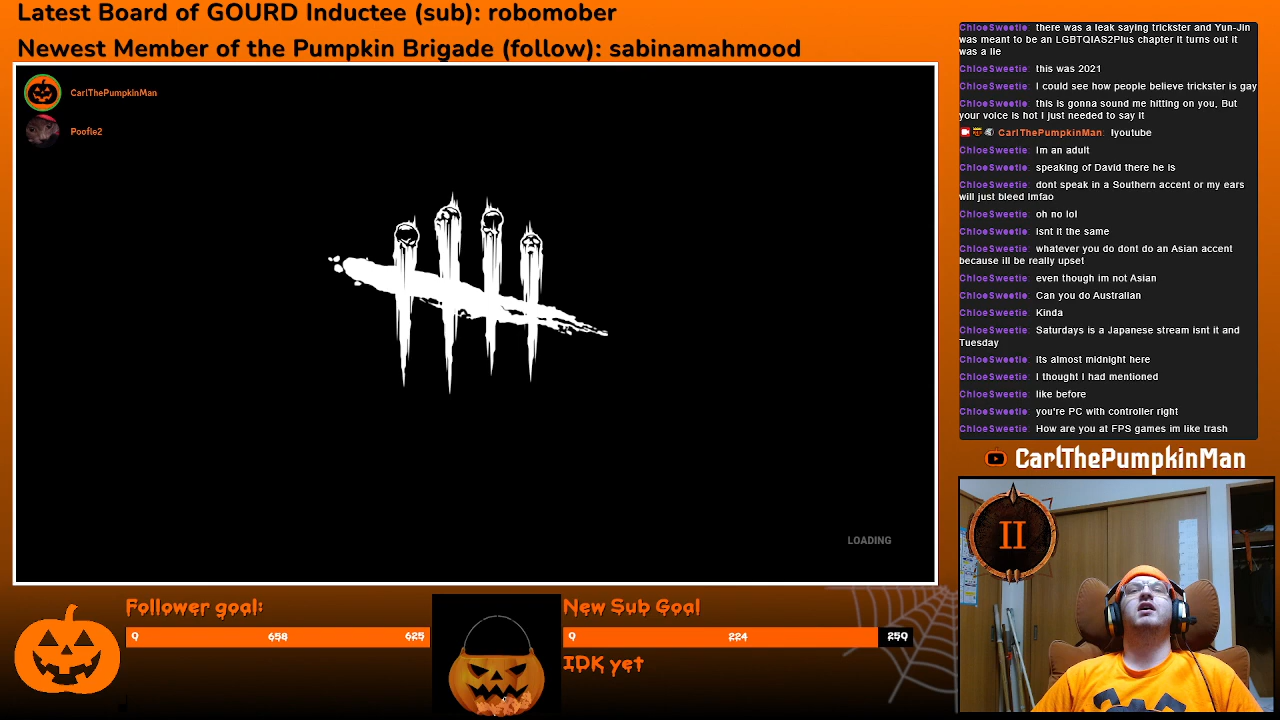 Latest Board of GOURD Inductee (sub): robomober
Newest Member of the Pumpkin Brigade (follow): sabinamahmood
CarlThePumpkinMan
Poofle2
LOADING
ChloeSweetie: there was a leak saying trickster and Yun-Jin
was meant to be an LGBTQIAS2Plus chapter it turns out it
was a lie
ChloeSweetie: this was 2021
ChloeSweetie: I could see how people believe trickster is gay
ChloeSweetie: this is gonna sound me hitting on you. But
your voice is hot I just needed to say it
CarlThePumpkinMan: !youtube
ChloeSweetie: Im an adult
ChloeSweetie: speaking of David there he is
ChloeSweetie: dont speak in a Southern accent or my ears
will just bleed lmfao
ChloeSweetie: oh no lol
ChloeSweetie: isnt it the same
ChloeSweetie: whatever you do dont do an Asian accent
because ill be really upset
ChloeSweetie: even though im not Asian
ChloeSweetie: Can you do Australian
ChloeSweetie: Kinda
ChloeSweetie: Saturdays is a Japanese stream isnt it and
Tuesday
ChloeSweetie: Its almost midnight here
ChloeSweetie: I thought I had mentioned
ChloeSweetie: like before
ChloeSweetie: you're PC with controller right
ChloeSweetie: How are you at FPS games im like trash
CarlThePumpkinMan
II
Follower goal:
0 658 625
New Sub Goal
0 224 250
IDK yet